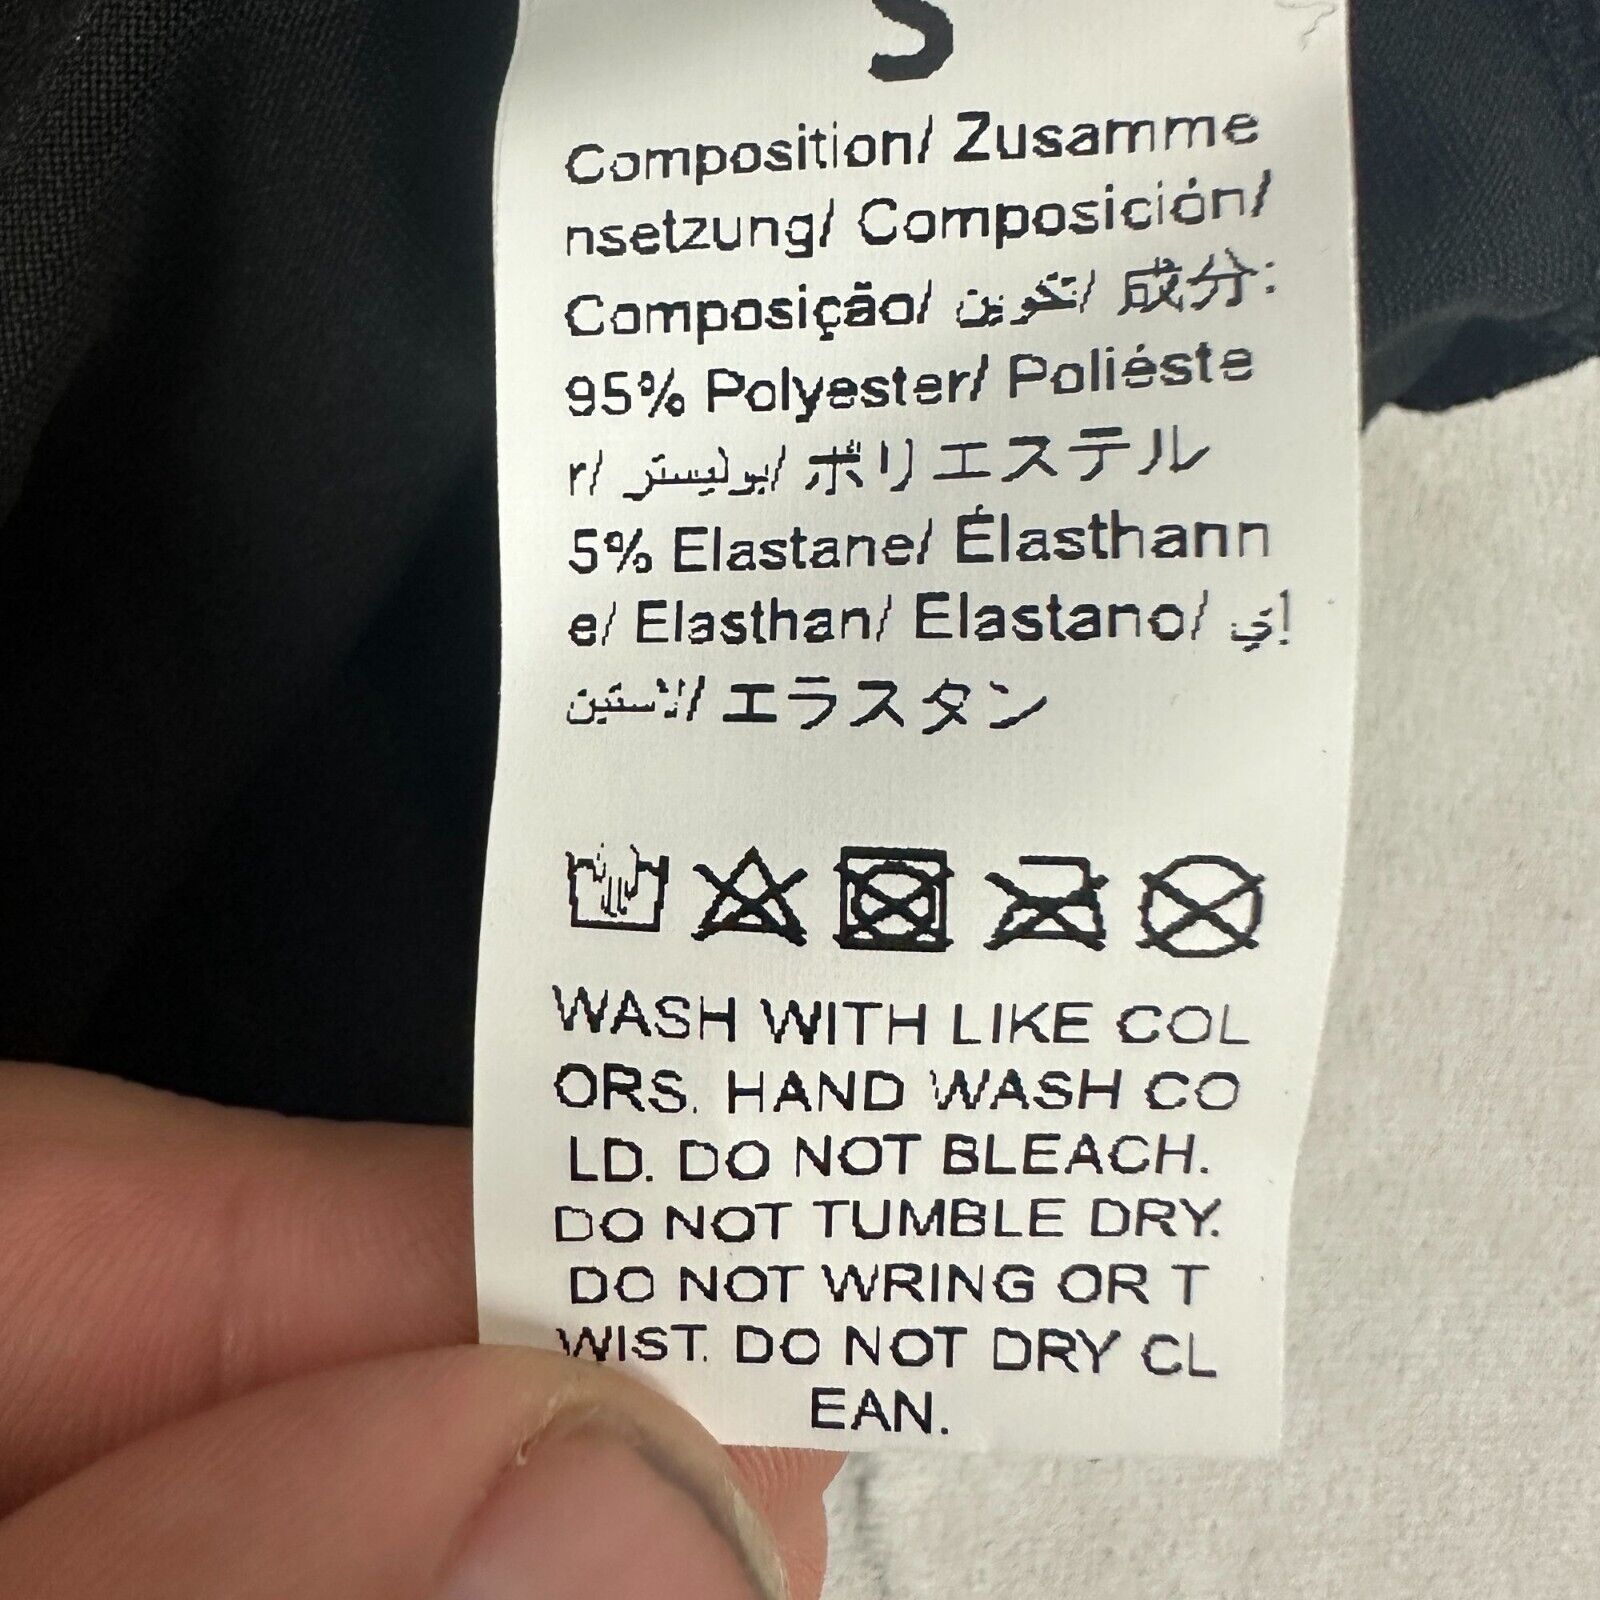 S
Composition/ Zusamme
nsetzung/ Composición/
Composição/ تكوين/ 成分:
95% Polyester/ Poliéste
r/ بوليستر/ ポリエステル
5% Elastane/ Élasthann
e/ Elasthan/ Elastano/ إي
لاستين/ エラスタン
WASH WITH LIKE COL
ORS. HAND WASH CO
LD. DO NOT BLEACH.
DO NOT TUMBLE DRY.
DO NOT WRING OR T
WIST. DO NOT DRY CL
EAN.